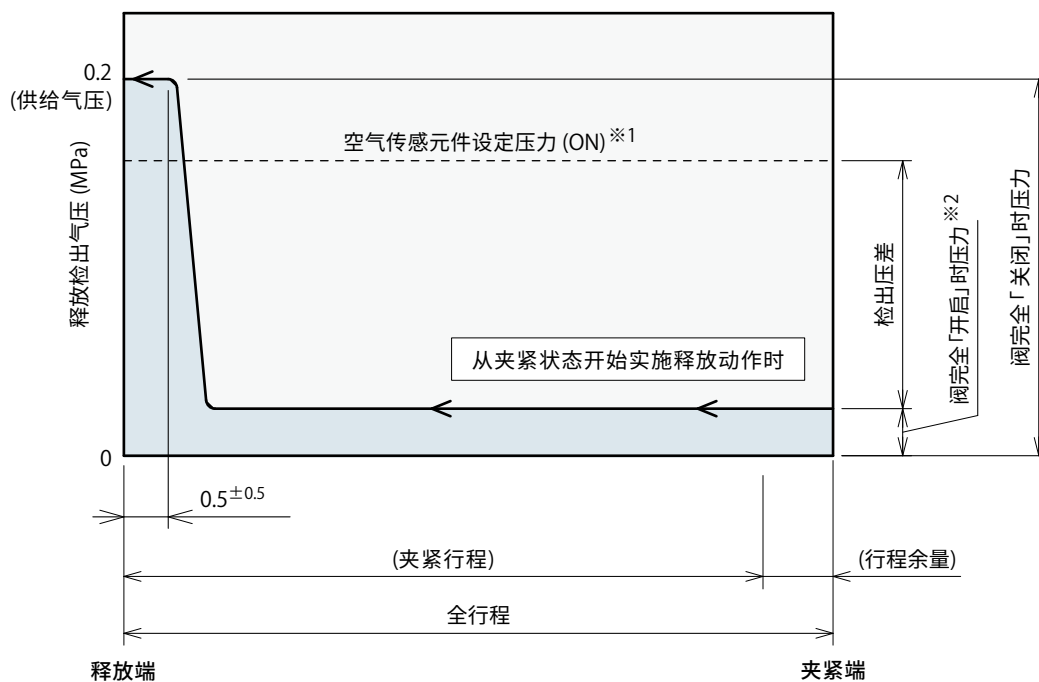 0.2
(供给气压)
释放检出气压 (MPa)
0
空气传感元件设定压力 (ON)※1
从夹紧状态开始实施释放动作时
检出压差
阀完全「开启」时压力※2
阀完全「关闭」时压力
0.5±0.5
(夹紧行程)
(行程余量)
全行程
释放端
夹紧端